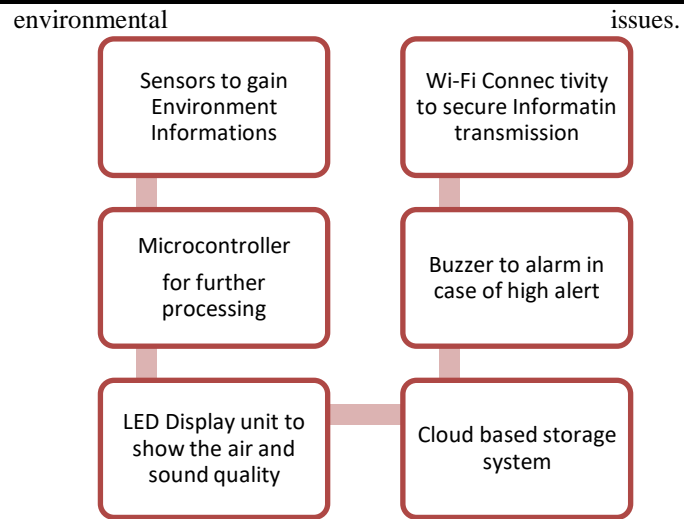 environmental issues.
Sensors to gain
Environment
Informations
Microcontroller
for further
processing
LED Display unit to
show the air and
sound quality
Cloud based storage
system
Buzzer to alarm in
case of high alert
Wi-Fi Connec tivity
to secure Informatin
transmission